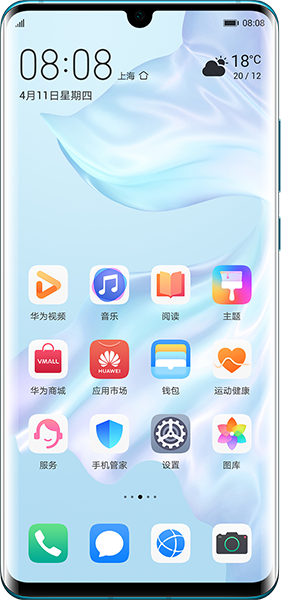 08:08
08:08 上海
18°C
20 / 12
4月11日星期四
华为视频 音乐 阅读 主题
VMALL
HUAWEI
华为商城 应用市场 钱包 运动健康
服务 手机管家 设置 图库